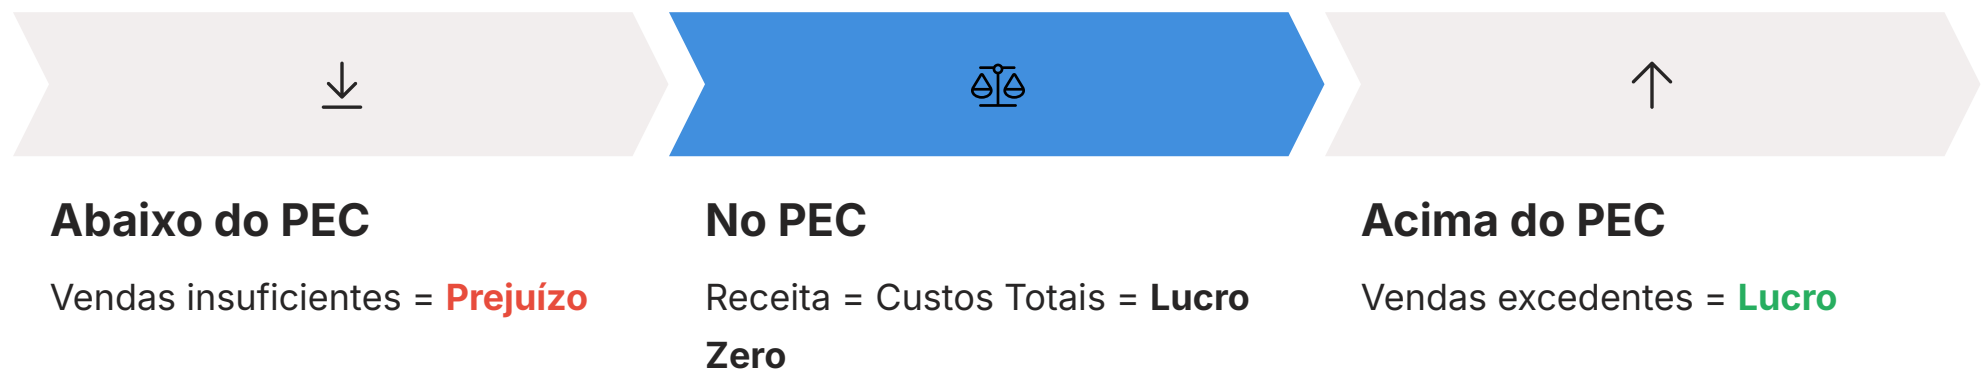 Abaixo do PEC
Vendas insuficientes = Prejuízo
No PEC
Receita = Custos Totais = Lucro
Zero
Acima do PEC
Vendas excedentes = Lucro